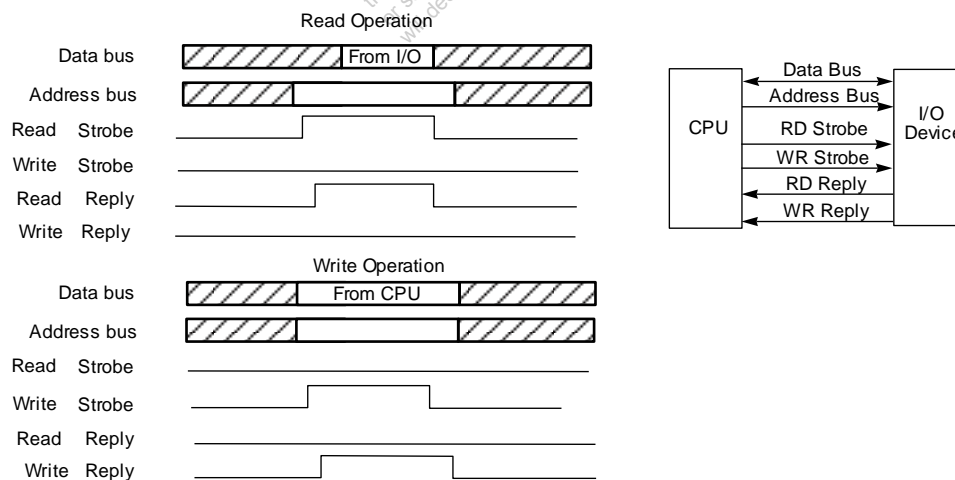 Read Operation
Data bus
From I/O
Address bus
Read Strobe
Write Strobe
Read Reply
Write Reply
Write Operation
Data bus
From CPU
Address bus
Read Strobe
Write Strobe
Read Reply
Write Reply
CPU
Data Bus
Address Bus
RD Strobe
WR Strobe
RD Reply
WR Reply
I/O
Device